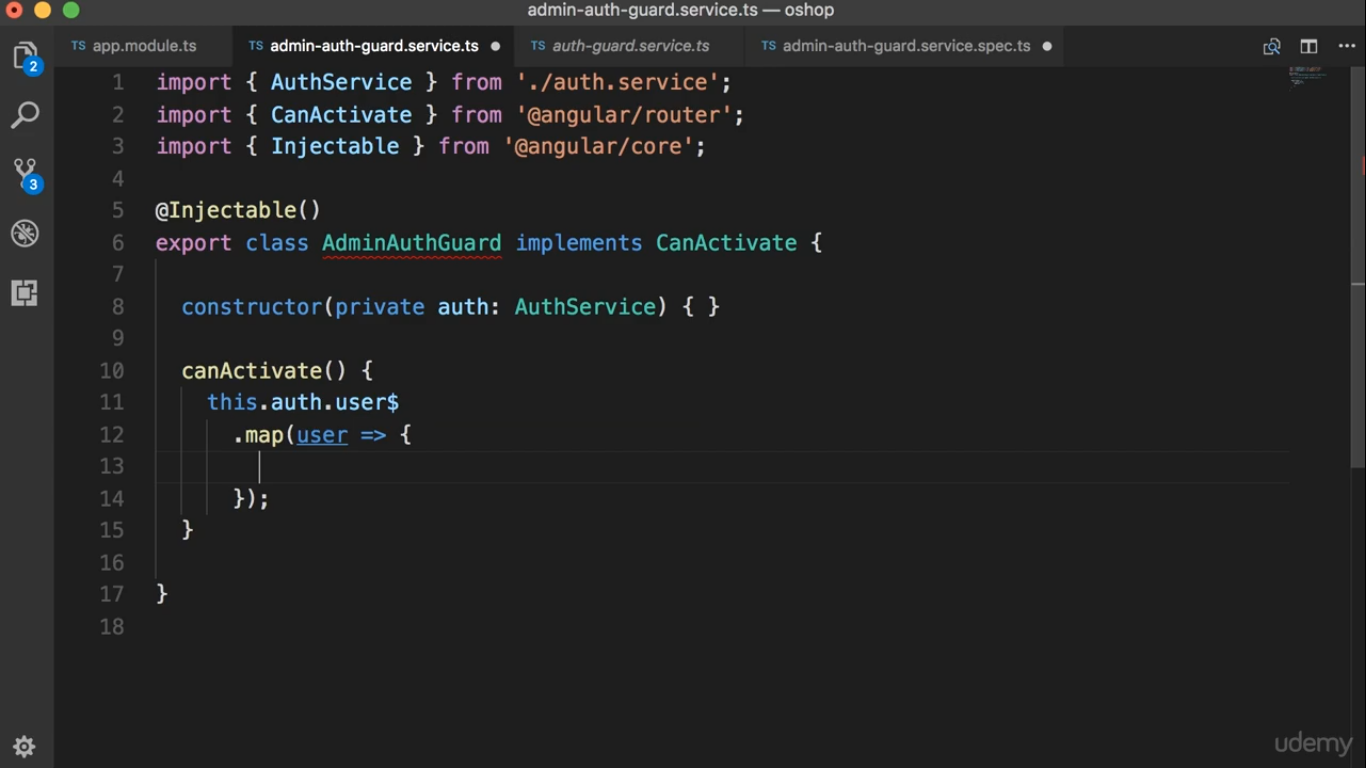 admin-auth-guard.service.ts — oshop
TS app.module.ts TS admin-auth-guard.service.ts TS auth-guard.service.ts TS admin-auth-guard.service.spec.ts
2
3
1 import { AuthService } from './auth.service';
2 import { CanActivate } from '@angular/router';
3 import { Injectable } from '@angular/core';
4
5 @Injectable()
6 export class AdminAuthGuard implements CanActivate {
7
8 constructor(private auth: AuthService) { }
9
10 canActivate() {
11 this.auth.user$
12 .map(user => {
13
14 });
15 }
16
17 }
18
udemy